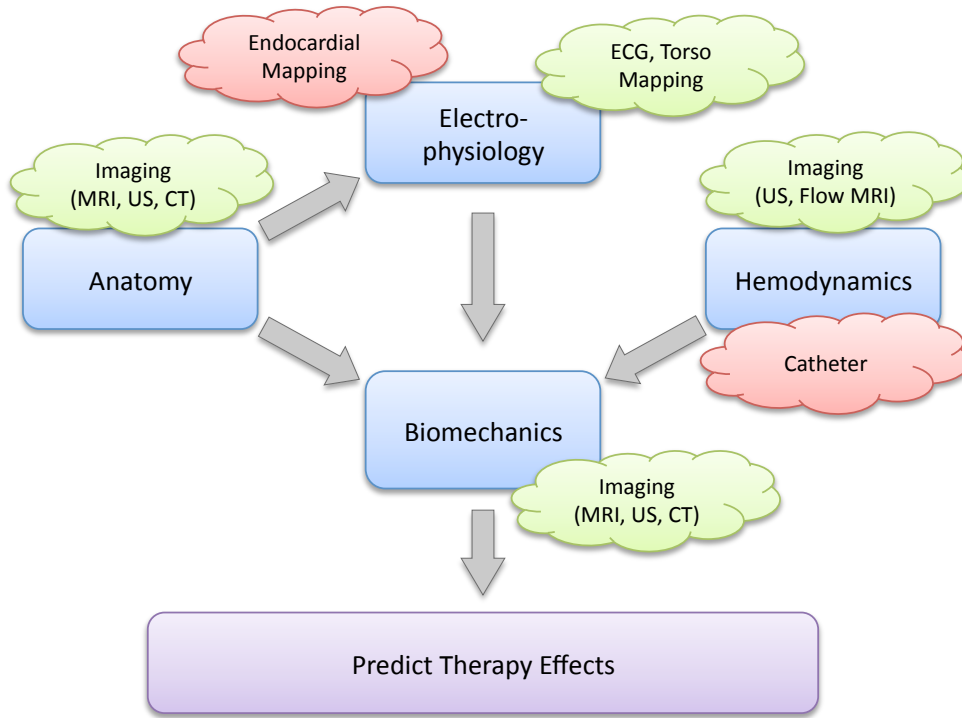 Endocardial
Mapping
ECG, Torso
Mapping
Electro-
physiology
Imaging
(MRI, US, CT)
Anatomy
Imaging
(US, Flow MRI)
Hemodynamics
Catheter
Biomechanics
Imaging
(MRI, US, CT)
Predict Therapy Effects